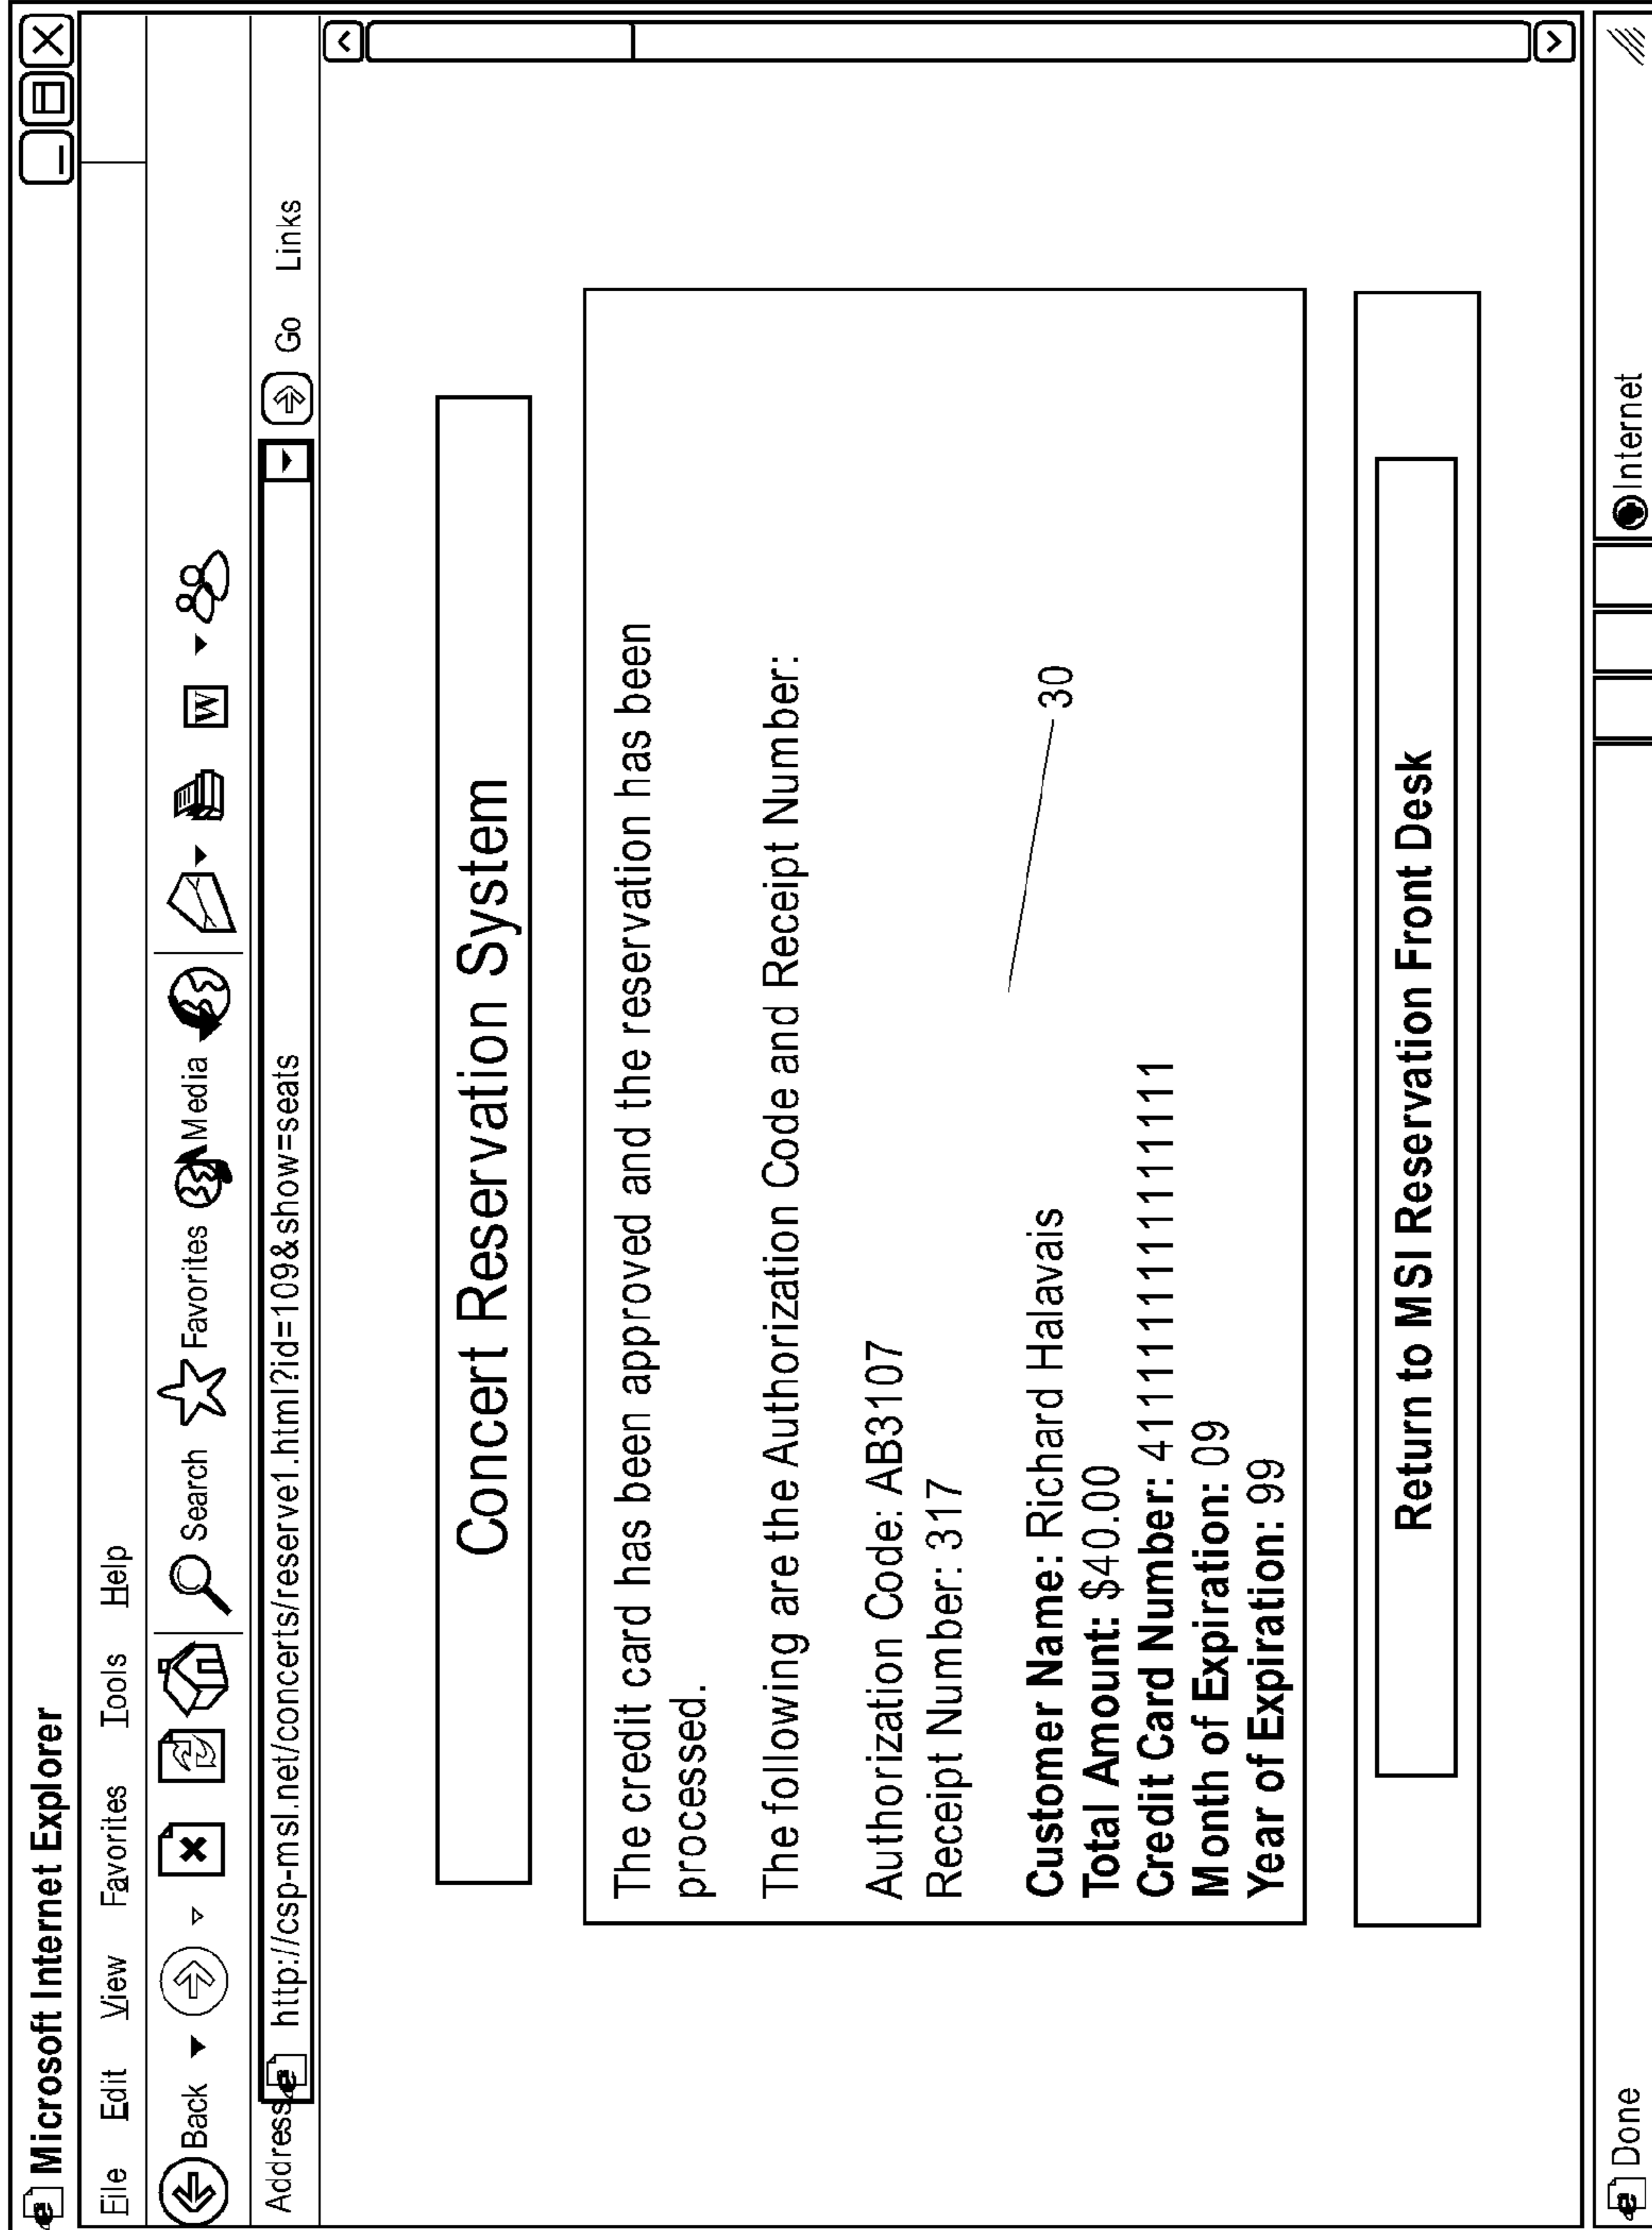 Microsoft Internet Explorer
File Edit View Favorites Tools Help
Back Search Favorites Media W
Address http://csp-msl.net/concerts/reserve1.html?id=109&show=seats Go Links
Concert Reservation System
The credit card has been approved and the reservation has been
processed.
The following are the Authorization Code and Receipt Number:
Authorization Code: AB3107
Receipt Number: 317
30
Customer Name: Richard Halavais
Total Amount: $40.00
Credit Card Number: 4111111111111111
Month of Expiration: 09
Year of Expiration: 99
Return to MSI Reservation Front Desk
Done Internet